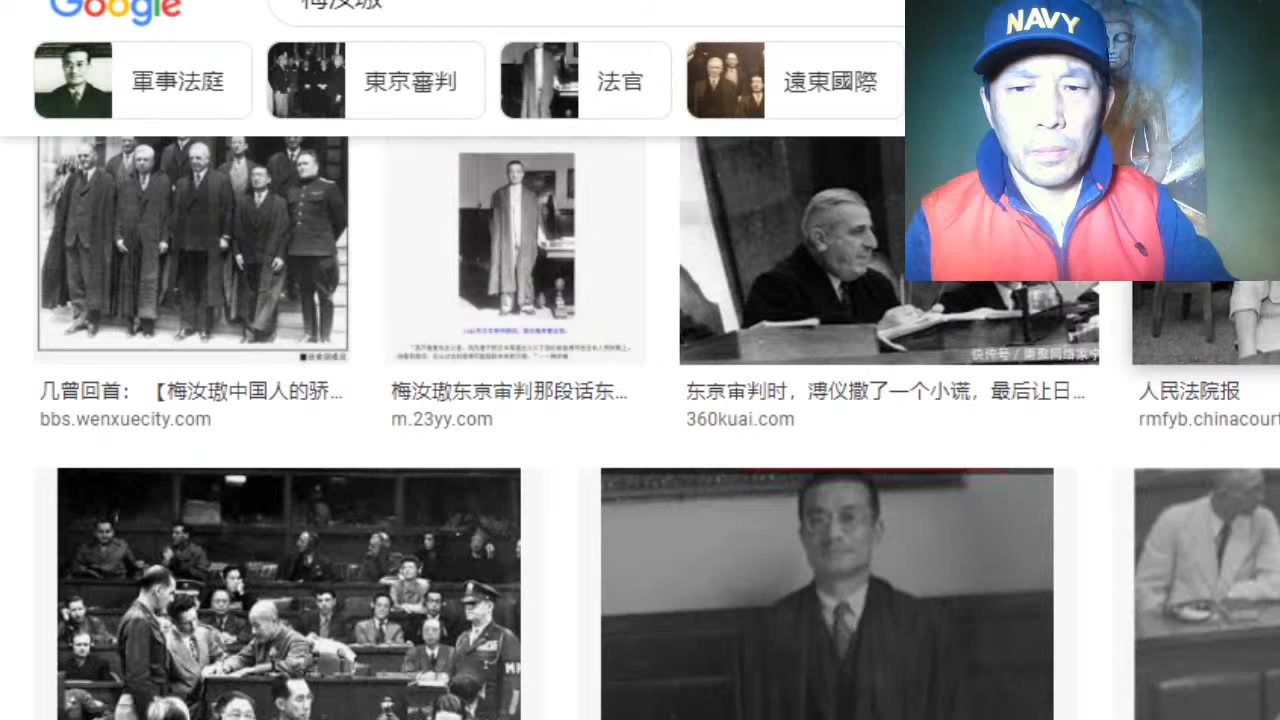 Google
梅汝璈
NAVY
軍事法庭
東京審判
法官
遠東國際
快传号 /
几曾回首：【梅汝璈中国人的骄...
梅汝璈东京审判那段话东...
东京审判时，溥仪撒了一个小谎，最后让日...
人民法院报
bbs.wenxuecity.com
m.23yy.com
360kuai.com
rmfyb.chinacourt